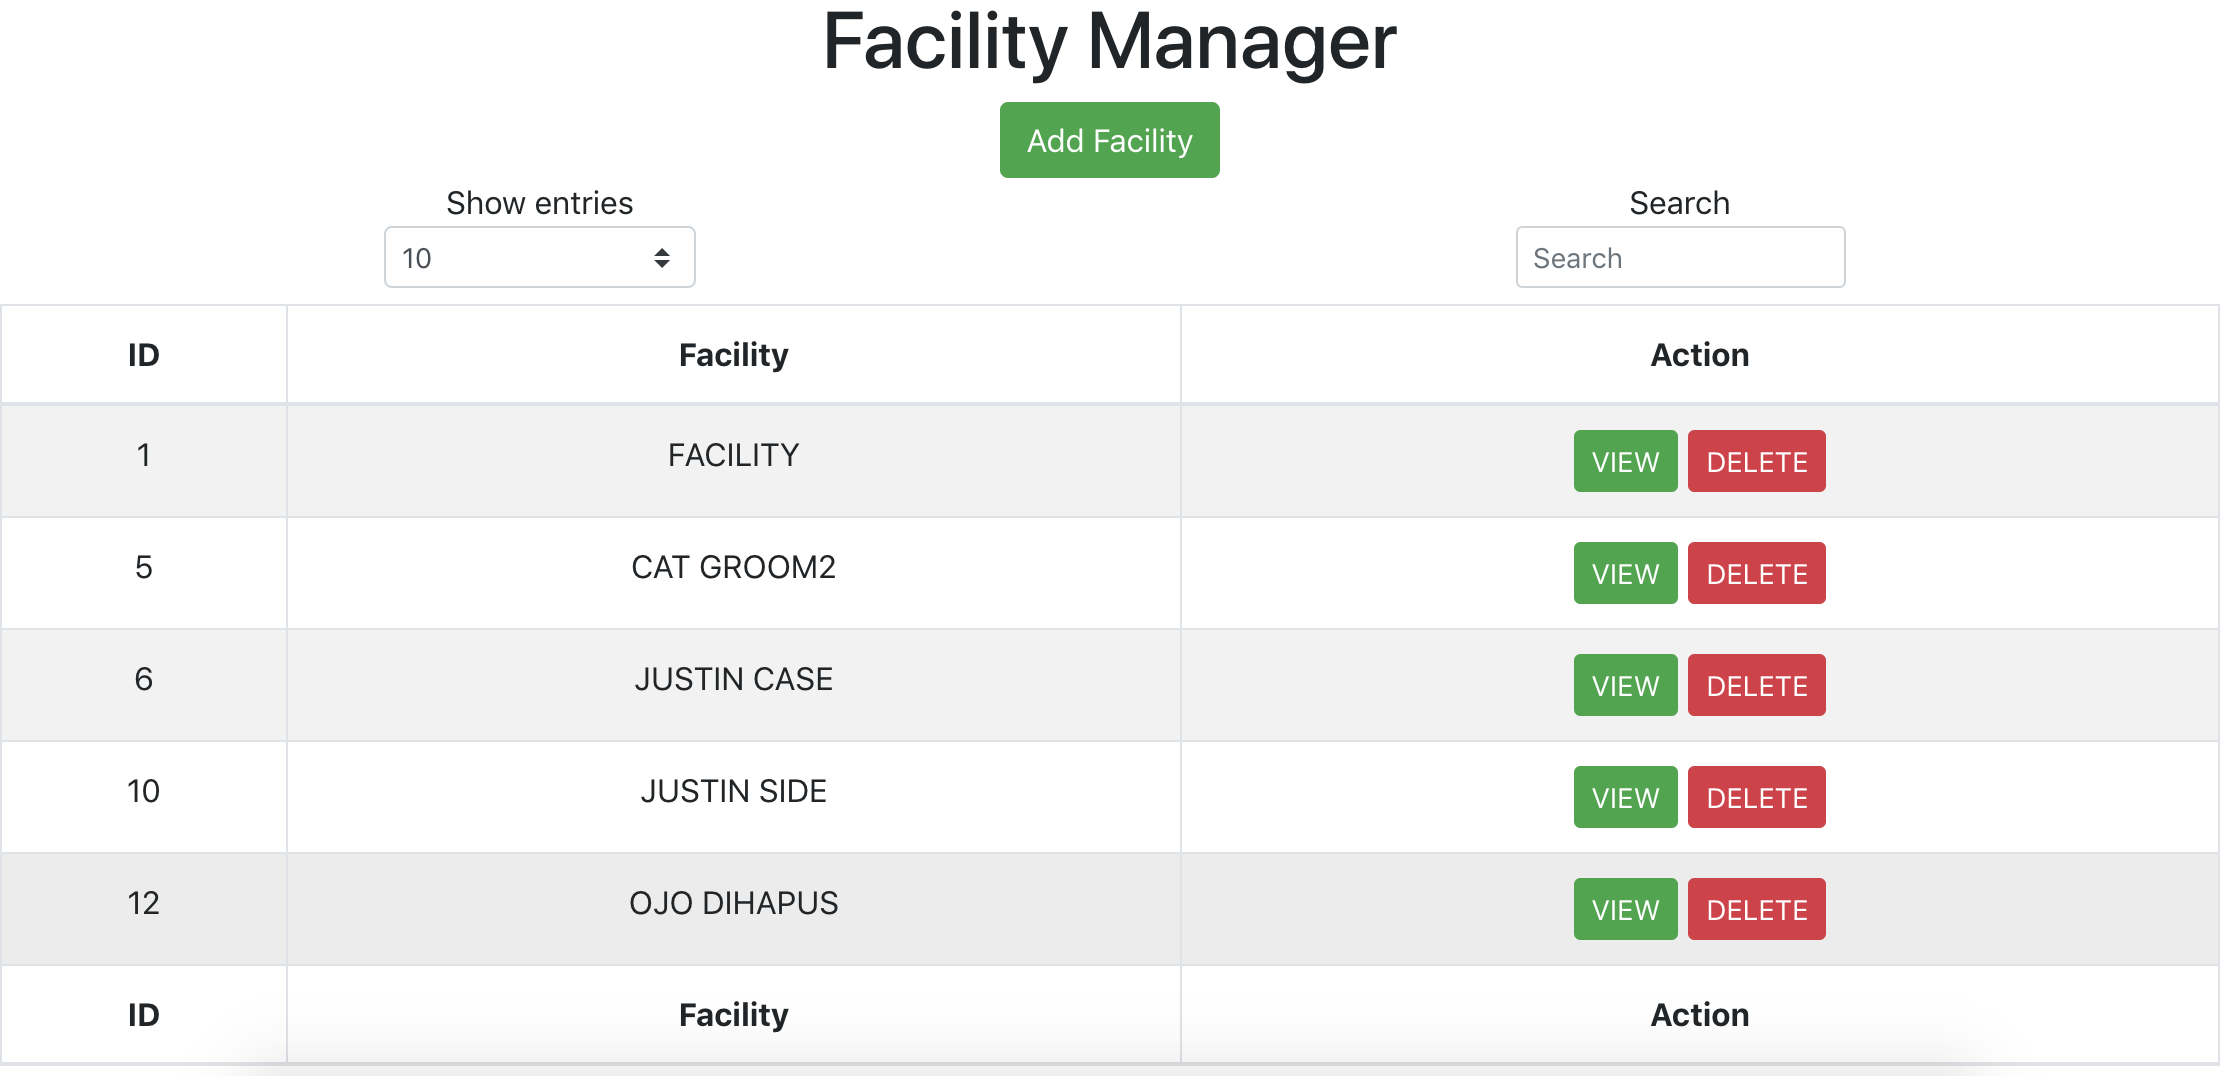 Facility Manager
Add Facility
Show entries
Search
10
Search
ID Facility Action
1 FACILITY VIEW DELETE
5 CAT GROOM2 VIEW DELETE
6 JUSTIN CASE VIEW DELETE
10 JUSTIN SIDE VIEW DELETE
12 OJO DIHAPUS VIEW DELETE
ID Facility Action